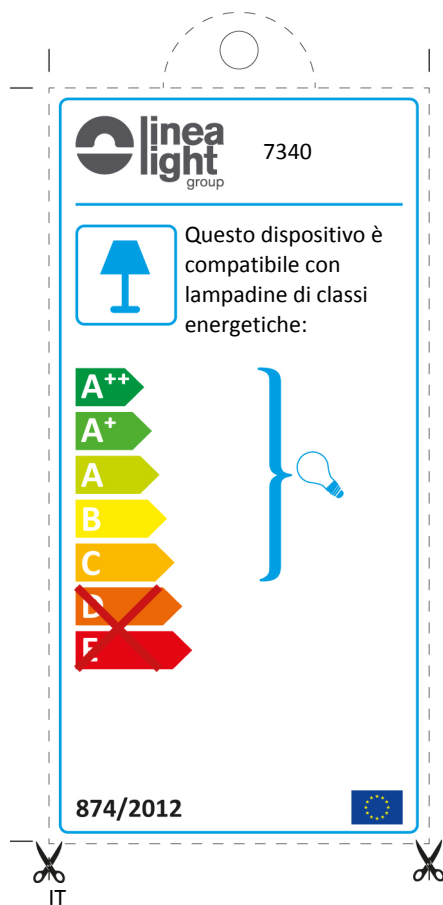 linea
light
group
7340
Questo dispositivo è
compatibile con
lampadine di classi
energetiche:
A++
A+
A
B
C
D
E
874/2012
IT